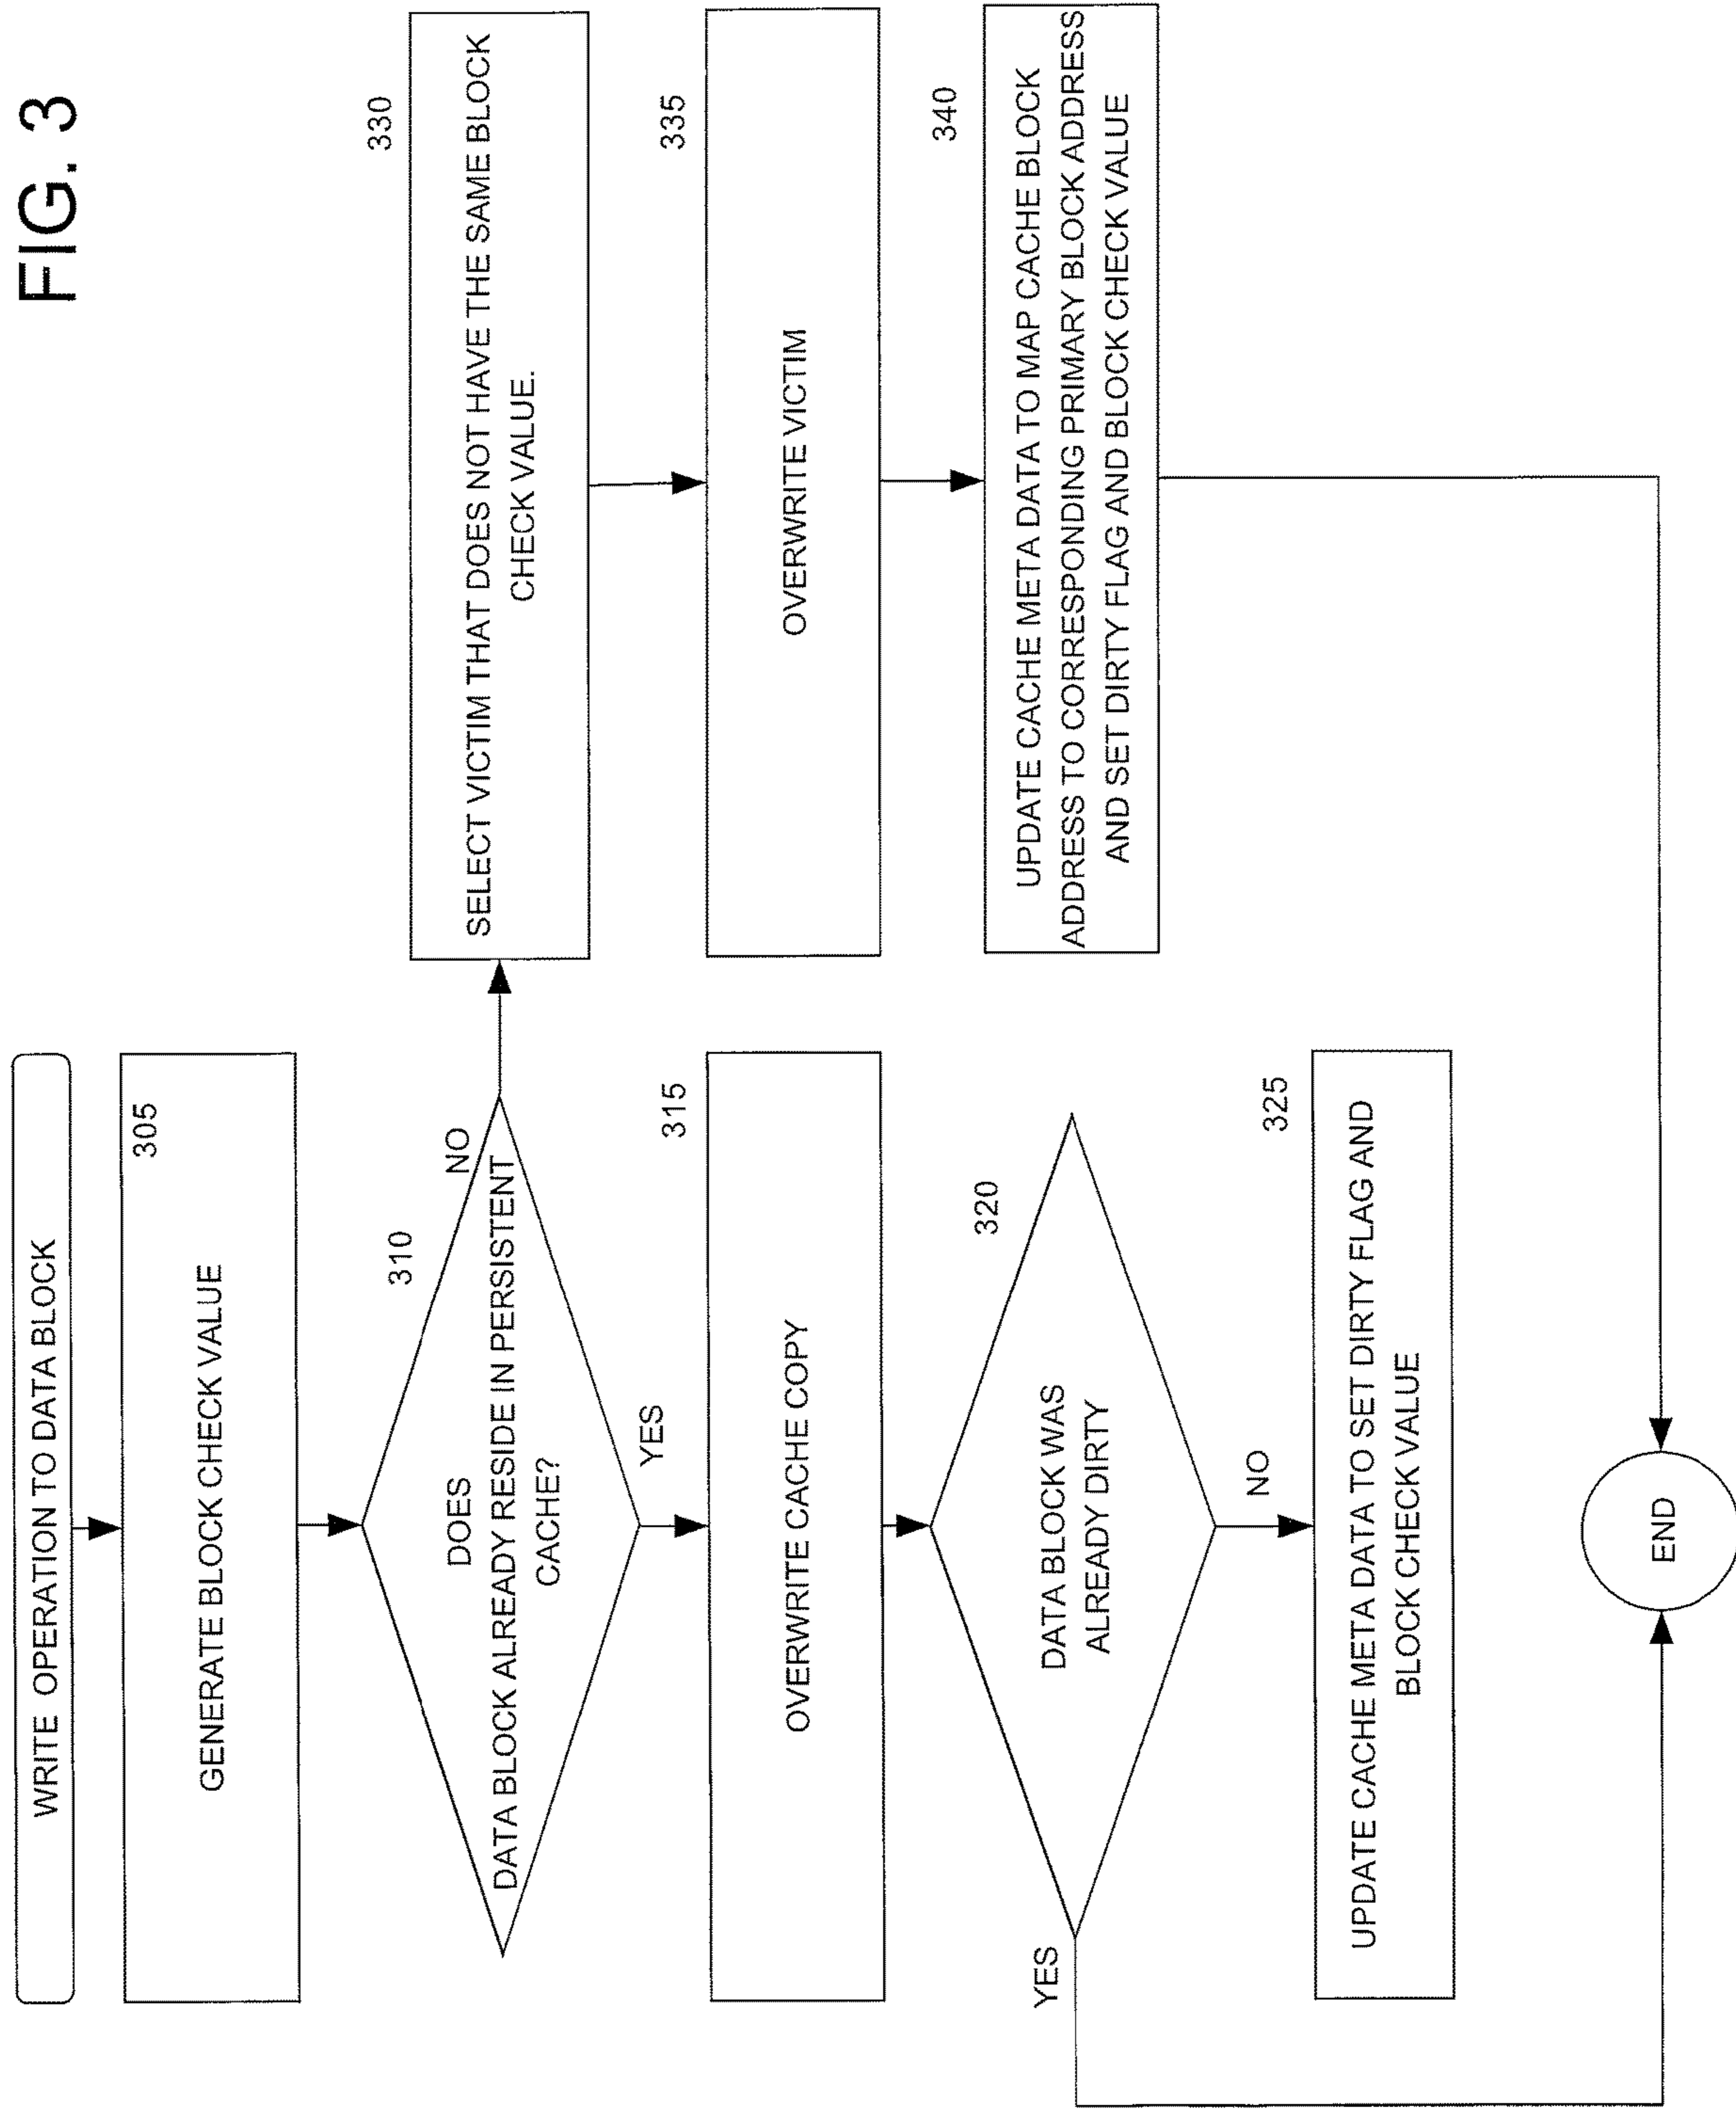 FIG. 3
WRITE OPERATION TO DATA BLOCK
305
GENERATE BLOCK CHECK VALUE
310
NO
DOES
DATA BLOCK ALREADY RESIDE IN PERSISTENT
CACHE?
YES
330
SELECT VICTIM THAT DOES NOT HAVE THE SAME BLOCK
CHECK VALUE.
315
OVERWRITE CACHE COPY
335
OVERWRITE VICTIM
320
DATA BLOCK WAS
ALREADY DIRTY
YES
NO
340
UPDATE CACHE META DATA TO MAP CACHE BLOCK
ADDRESS TO CORRESPONDING PRIMARY BLOCK ADDRESS
AND SET DIRTY FLAG AND BLOCK CHECK VALUE
325
UPDATE CACHE META DATA TO SET DIRTY FLAG AND
BLOCK CHECK VALUE
END